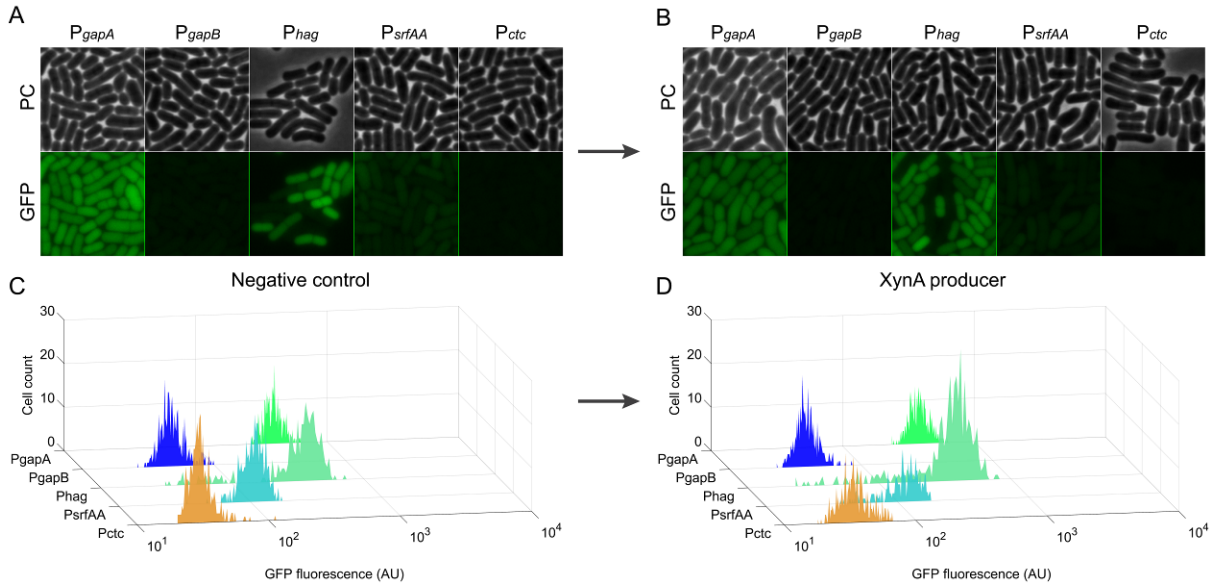 A
PgapA PgapB Phag PsrfAA Pctc
PC
GFP
B
PgapA PgapB Phag PsrfAA Pctc
PC
GFP
C
Negative control
30
20
10
0
Cell count
PgapA
PgapB
Phag
PsrfAA
Pctc
10¹ 10² 10³ 10⁴
GFP fluorescence (AU)
D
XynA producer
30
20
10
0
Cell count
PgapA
PgapB
Phag
PsrfAA
Pctc
10¹ 10² 10³ 10⁴
GFP fluorescence (AU)